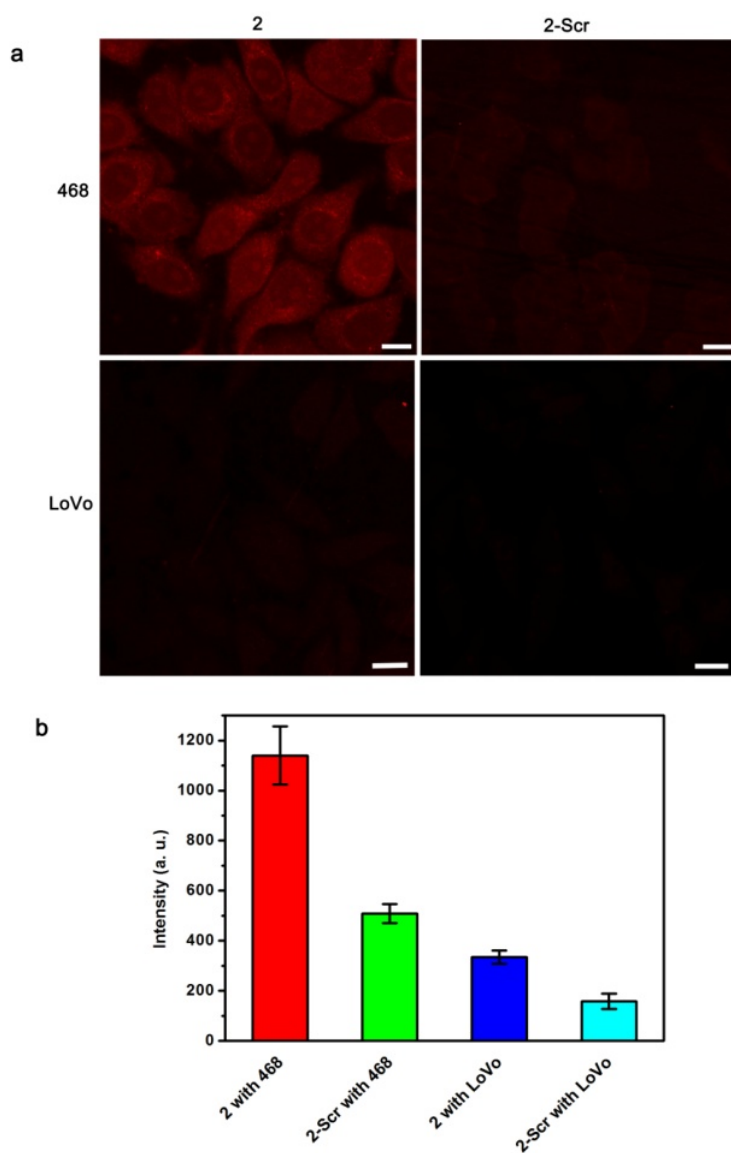 2
2-Scr
a
468
LoVo
b
1200
1000
800
600
400
200
0
Intensity (a. u.)
2 with 468
2-Scr with 468
2 with LoVo
2-Scr with LoVo